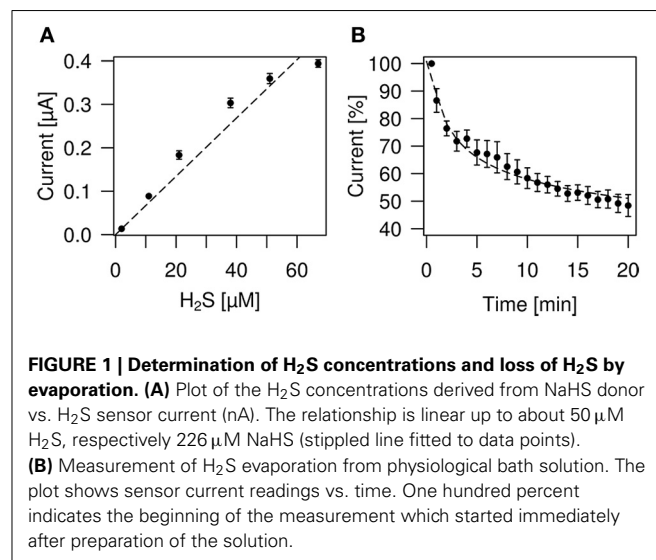 A
B
0.4
0.3
0.2
0.1
0.0
Current [µA]
0
20
40
60
H₂S [µM]
100
90
80
70
60
50
40
Current [%]
0
5
10
15
20
Time [min]
FIGURE 1 | Determination of H₂S concentrations and loss of H₂S by
evaporation. (A) Plot of the H₂S concentrations derived from NaHS donor
vs. H₂S sensor current (nA). The relationship is linear up to about 50 µM
H₂S, respectively 226 µM NaHS (stippled line fitted to data points).
(B) Measurement of H₂S evaporation from physiological bath solution. The
plot shows sensor current readings vs. time. One hundred percent
indicates the beginning of the measurement which started immediately
after preparation of the solution.